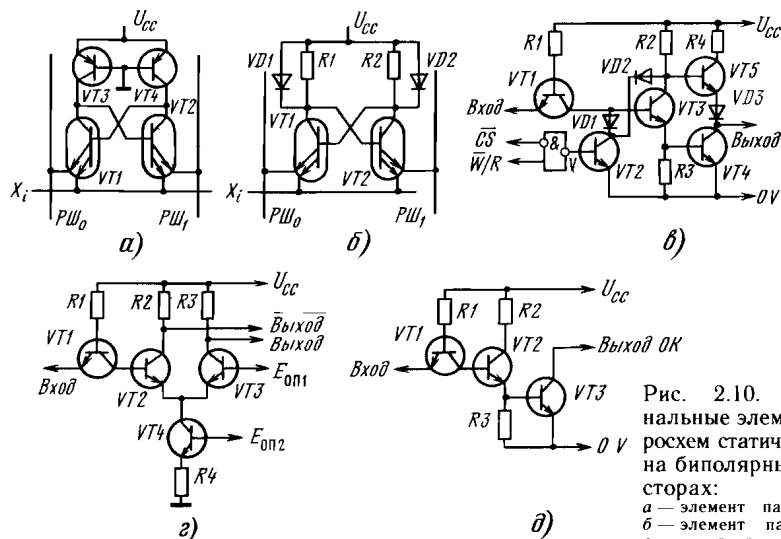 U_CC
VT3 VT4
VT2
VT1
X_i
РШ_0 РШ_1
а)
U_CC
VD1 R1 R2 VD2
VT1
VT2
X_i
РШ_0 РШ_1
б)
U_CC
R1 R2 R4
VD2 VT5
VT1
VT3 VD3
Вход
VD1 Выход
CS̅ &
W̅/R V R3
VT2 VT4
0V
в)
U_CC
R1 R2 R3
В̅ы̅х̅о̅д̅
VT1 Выход
Вход E_оп1
VT2 VT3
VT4
E_оп2
R4
г)
U_CC
R1 R2
VT1
VT2 Выход ОК
Вход
VT3
R3
0 V
д)
Рис. 2.10.
нальные элем
росхем статич
на биполярны
сторах:
а — элемент па
б — элемент па